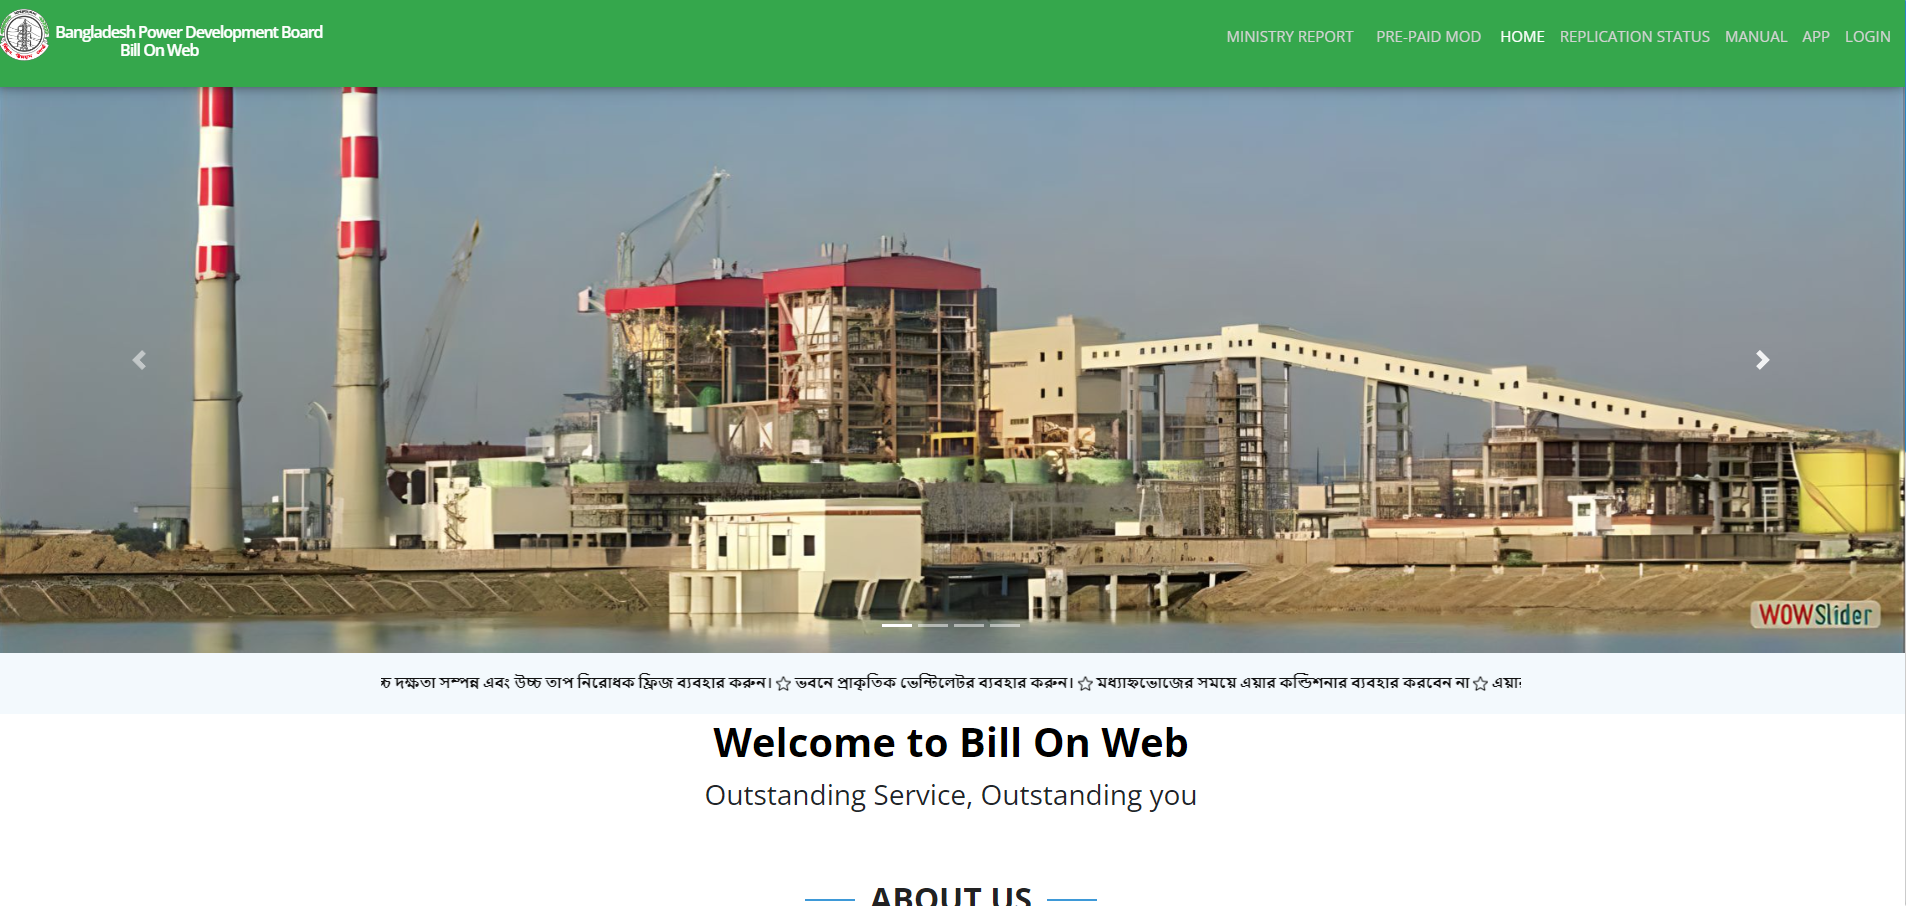 Bangladesh Power Development Board
Bill On Web
MINISTRY REPORT PRE-PAID MOD HOME REPLICATION STATUS MANUAL APP LOGIN
WOWSlider
দক্ষতা সম্পন্ন এবং উচ্চ তাপ নিরোধক ফ্রিজ ব্যবহার করুন। ☆ ভবনে প্রাকৃতিক ভেন্টিলেটর ব্যবহার করুন। ☆ মধ্যাহ্নভোজের সময়ে এয়ার কন্ডিশনার ব্যবহার করবেন না ☆
Welcome to Bill On Web
Outstanding Service, Outstanding you
ABOUT US